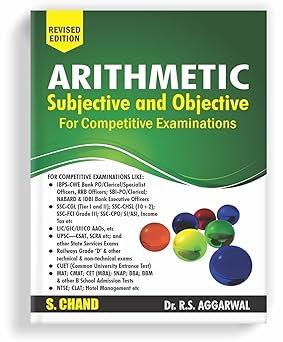 REVISED
EDITION
ARITHMETIC
Subjective and Objective
For Competitive Examinations
FOR COMPETITIVE EXAMINATIONS LIKE:
• IBPS-CWE Bank PO/Clerical/Specialist
Officers, RRB Officers; SBI-PO/Clerical;
NABARD & IDBI Bank Executives
• SSC-CGL (Tier I and II); SSC-CHSL (10 + 2);
SSC-FCI Grade III; SSC-CPO/ SI/ASI, Income
Tax etc
• LIC/GIC/UIICO AAOs, etc
• UPSC—CSAT, SCRA etc; and
other State Services Exams
• Railways Grade "D" & other
technical & non-technical exams
• CUET (Common University Entrance Test)
• MAT; CMAT; CET (MBA); SNAP; BBA; BBM
& other B School Admission Tests
• NTSE; CLAT; Hotel Management etc
S. CHAND
Dr. R.S. AGGARWAL